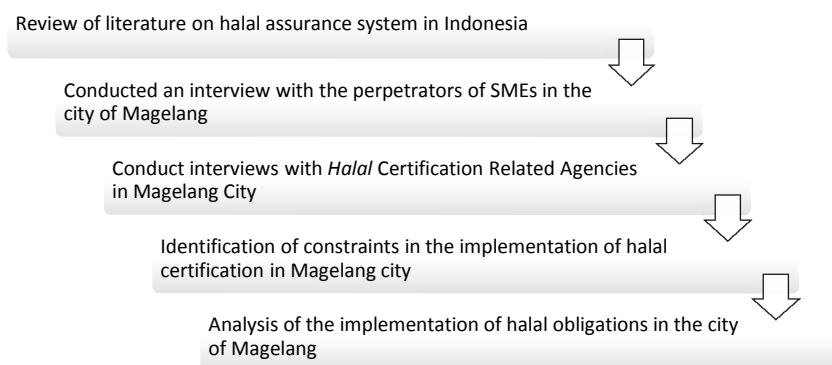 Review of literature on halal assurance system in Indonesia
Conducted an interview with the perpetrators of SMEs in the
city of Magelang
Conduct interviews with Halal Certification Related Agencies
in Magelang City
Identification of constraints in the implementation of halal
certification in Magelang city
Analysis of the implementation of halal obligations in the city
of Magelang